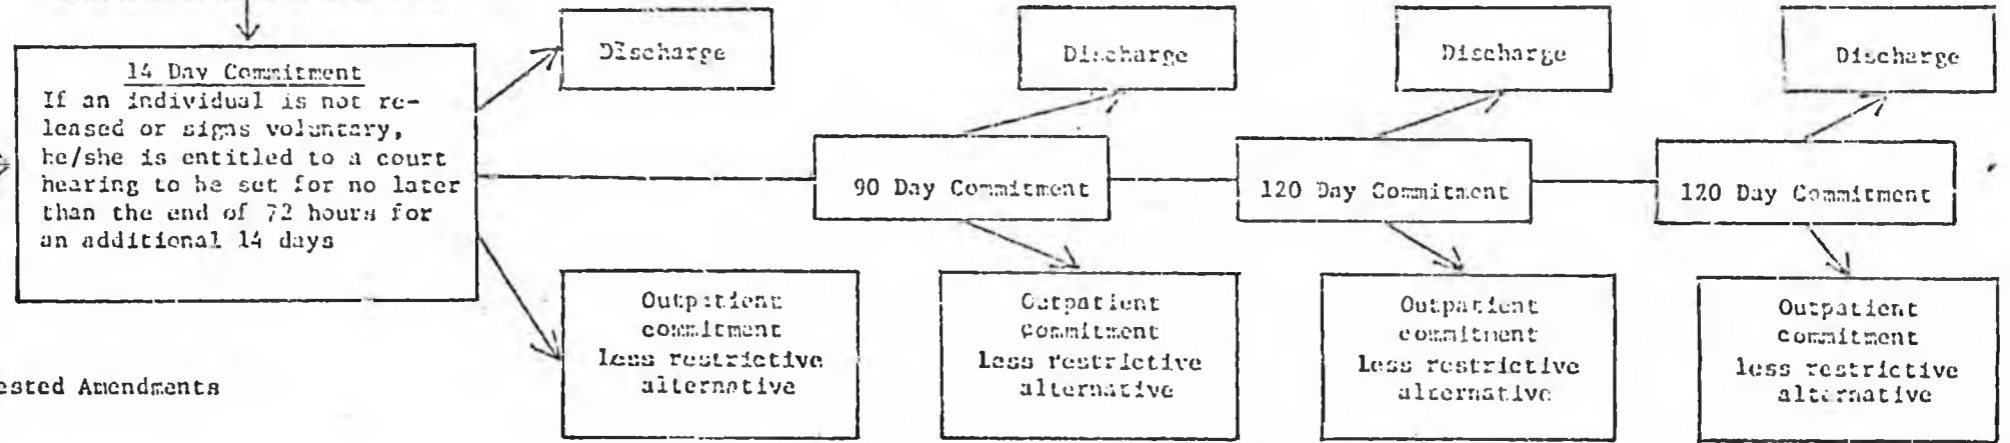 14 Day Commitment
If an individual is not re-
leased or signs voluntary,
he/she is entitled to a court
hearing to be set for no later
than the end of 72 hours for
an additional 14 days
Discharge
Discharge
Discharge
Discharge
90 Day Commitment
120 Day Commitment
120 Day Commitment
Outpatient
commitment
less restrictive
alternative
Outpatient
commitment
less restrictive
alternative
Outpatient
commitment
less restrictive
alternative
Outpatient
commitment
less restrictive
alternative
ested Amendments